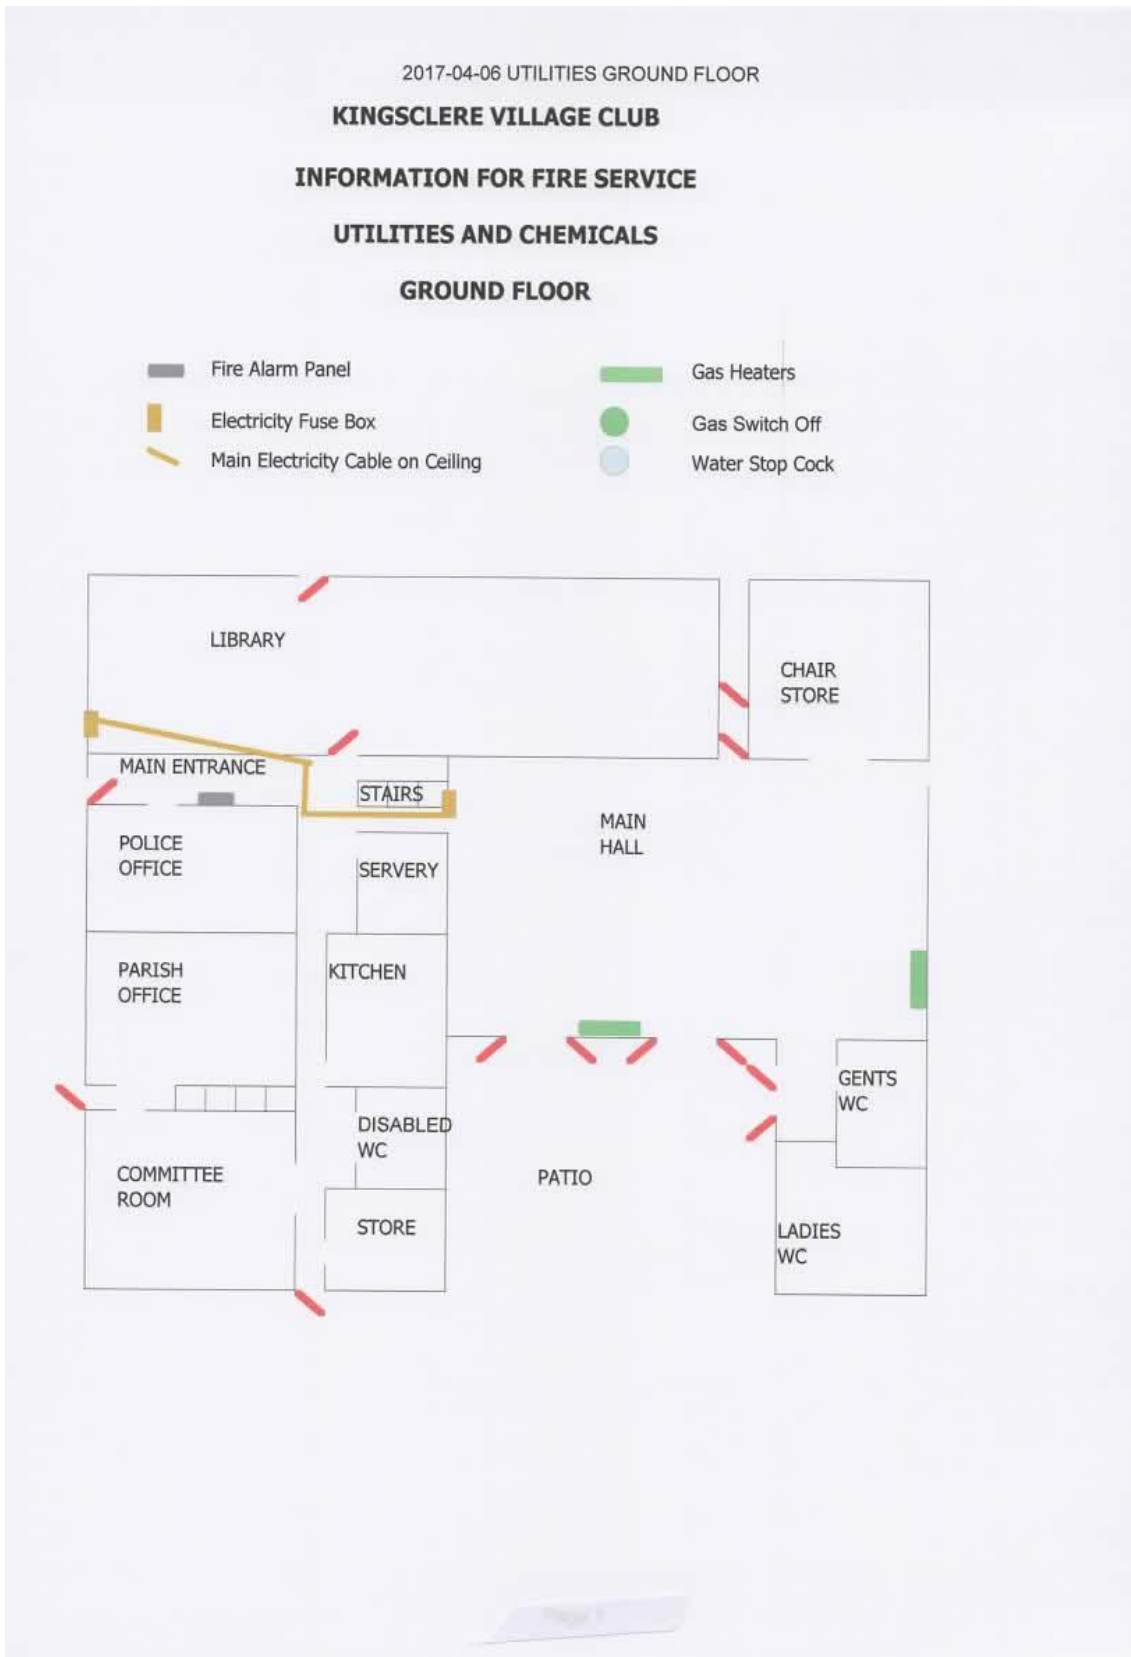 2017-04-06 UTILITIES GROUND FLOOR
KINGSCLERE VILLAGE CLUB
INFORMATION FOR FIRE SERVICE
UTILITIES AND CHEMICALS
GROUND FLOOR
Fire Alarm Panel
Gas Heaters
Electricity Fuse Box
Gas Switch Off
Main Electricity Cable on Ceiling
Water Stop Cock
LIBRARY
CHAIR
STORE
MAIN ENTRANCE
STAIRS
MAIN
HALL
POLICE
OFFICE
SERVERY
PARISH
OFFICE
KITCHEN
GENTS
WC
DISABLED
WC
COMMITTEE
ROOM
PATIO
STORE
LADIES
WC